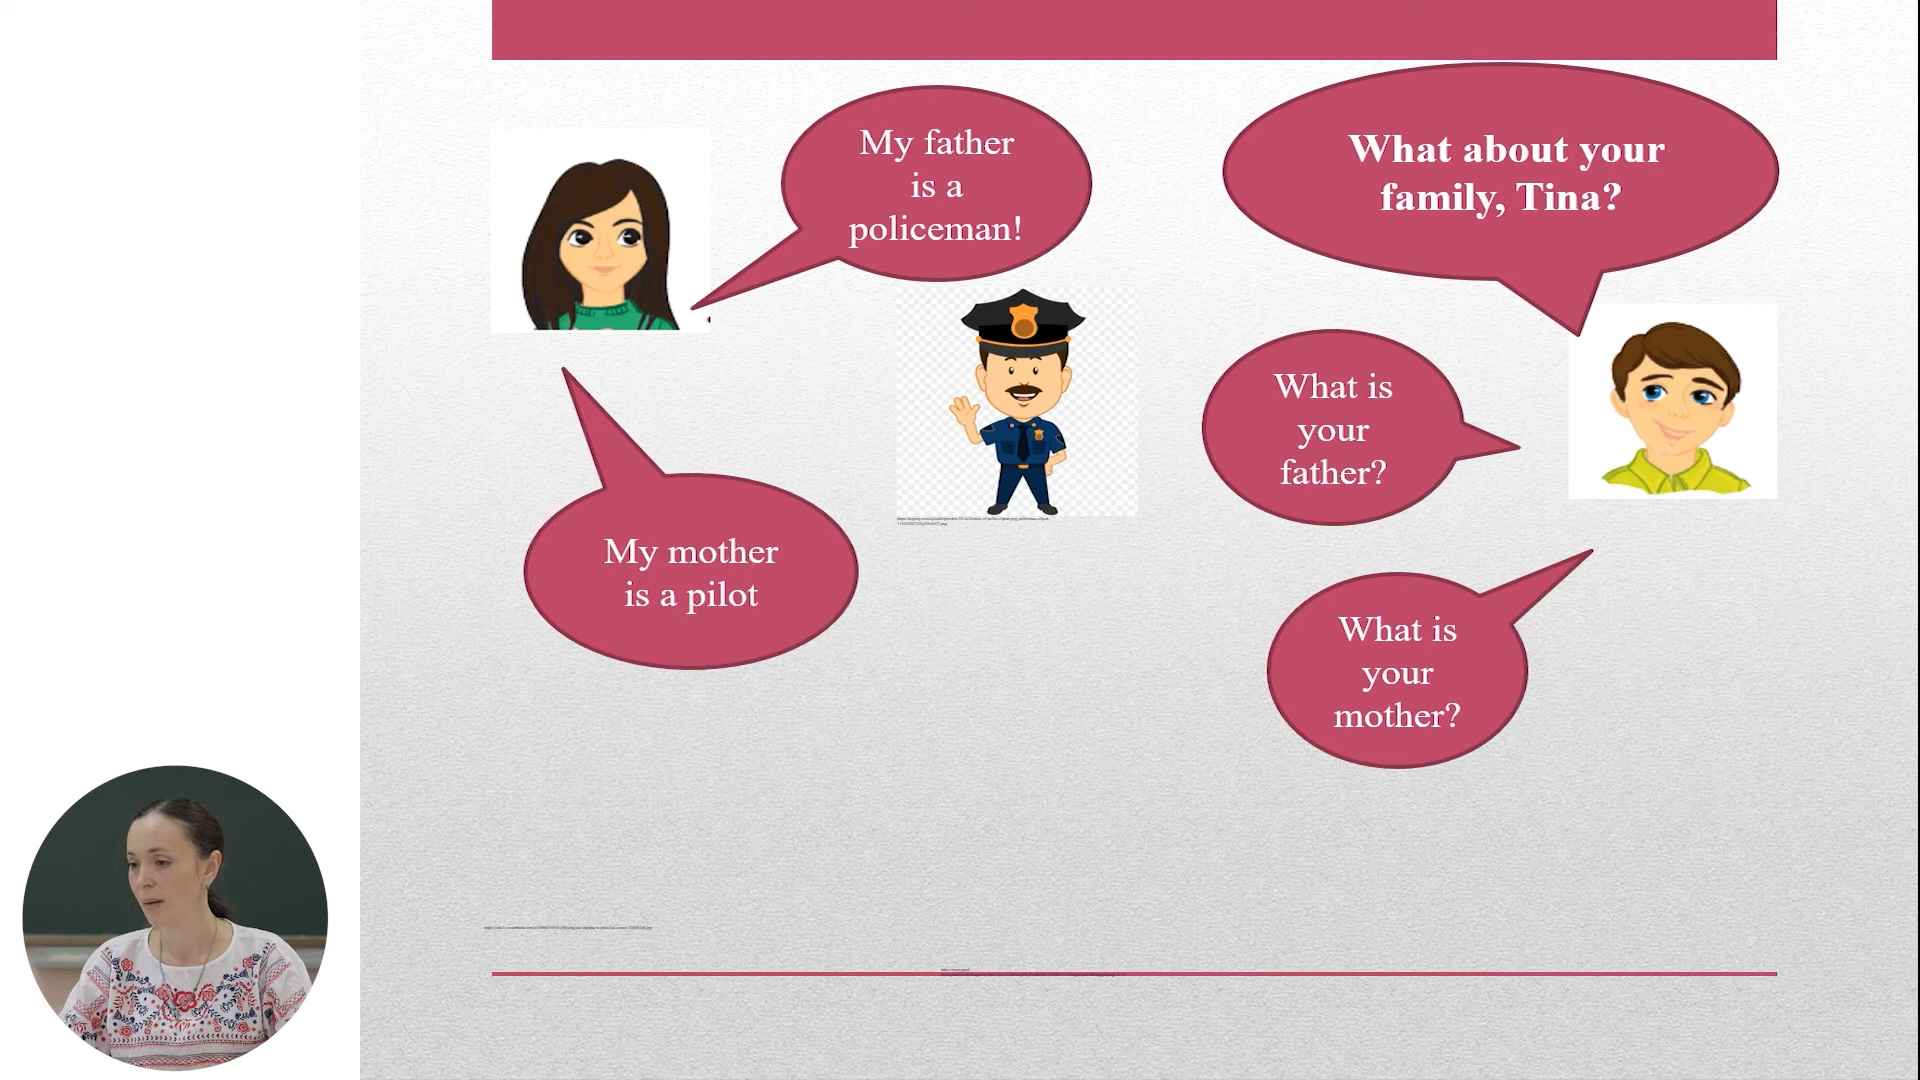 My father
is a
policeman!
What about your
family, Tina?
What is
your
father?
My mother
is a pilot
What is
your
mother?